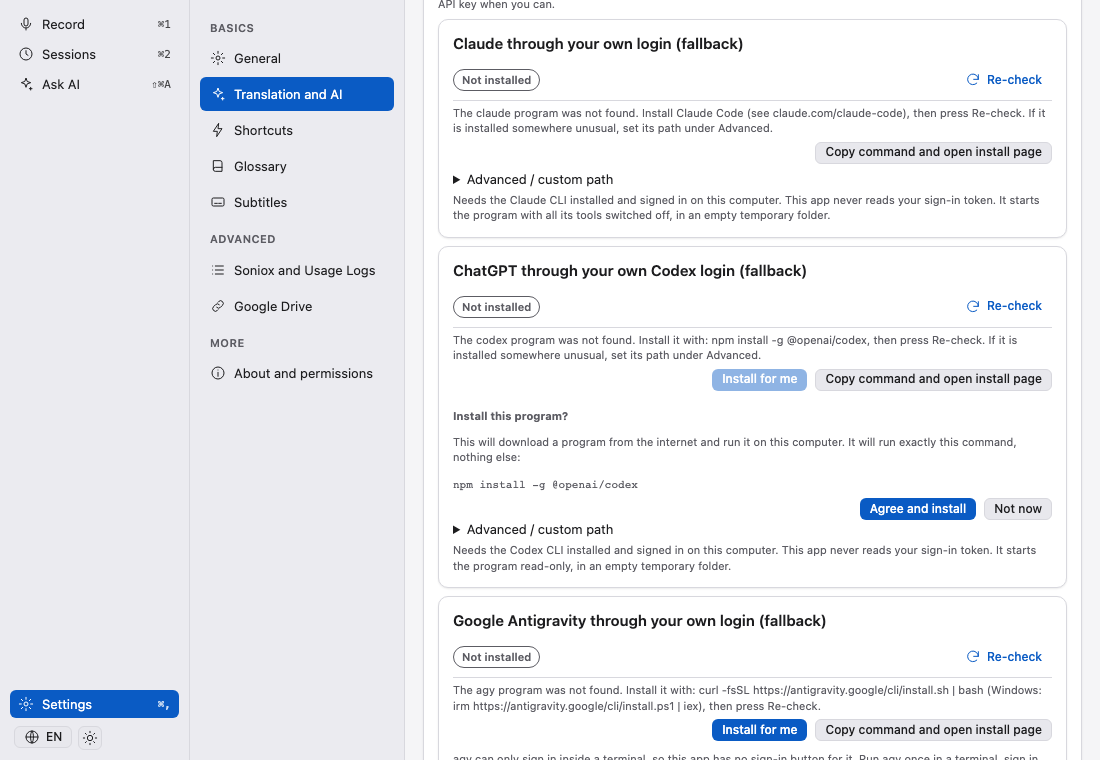 Record ⌘1
Sessions ⌘2
Ask AI ⇧⌘A
Settings ⌘,
EN
BASICS
General
Translation and AI
Shortcuts
Glossary
Subtitles
ADVANCED
Soniox and Usage Logs
Google Drive
MORE
About and permissions
API key when you can.
Claude through your own login (fallback)
Not installed
Re-check
The claude program was not found. Install Claude Code (see claude.com/claude-code), then press Re-check. If it
is installed somewhere unusual, set its path under Advanced.
Copy command and open install page
Advanced / custom path
Needs the Claude CLI installed and signed in on this computer. This app never reads your sign-in token. It starts
the program with all its tools switched off, in an empty temporary folder.
ChatGPT through your own Codex login (fallback)
Not installed
Re-check
The codex program was not found. Install it with: npm install -g @openai/codex, then press Re-check. If it is
installed somewhere unusual, set its path under Advanced.
Install for me
Copy command and open install page
Install this program?
This will download a program from the internet and run it on this computer. It will run exactly this command,
nothing else:
npm install -g @openai/codex
Agree and install
Not now
Advanced / custom path
Needs the Codex CLI installed and signed in on this computer. This app never reads your sign-in token. It starts
the program read-only, in an empty temporary folder.
Google Antigravity through your own login (fallback)
Not installed
Re-check
The agy program was not found. Install it with: curl -fsSL https://antigravity.google/cli/install.sh | bash (Windows:
irm https://antigravity.google/cli/install.ps1 | iex), then press Re-check.
Install for me
Copy command and open install page
agy can only sign in inside a terminal, so this app has no sign-in button for it. Run agy once in a terminal, sign in